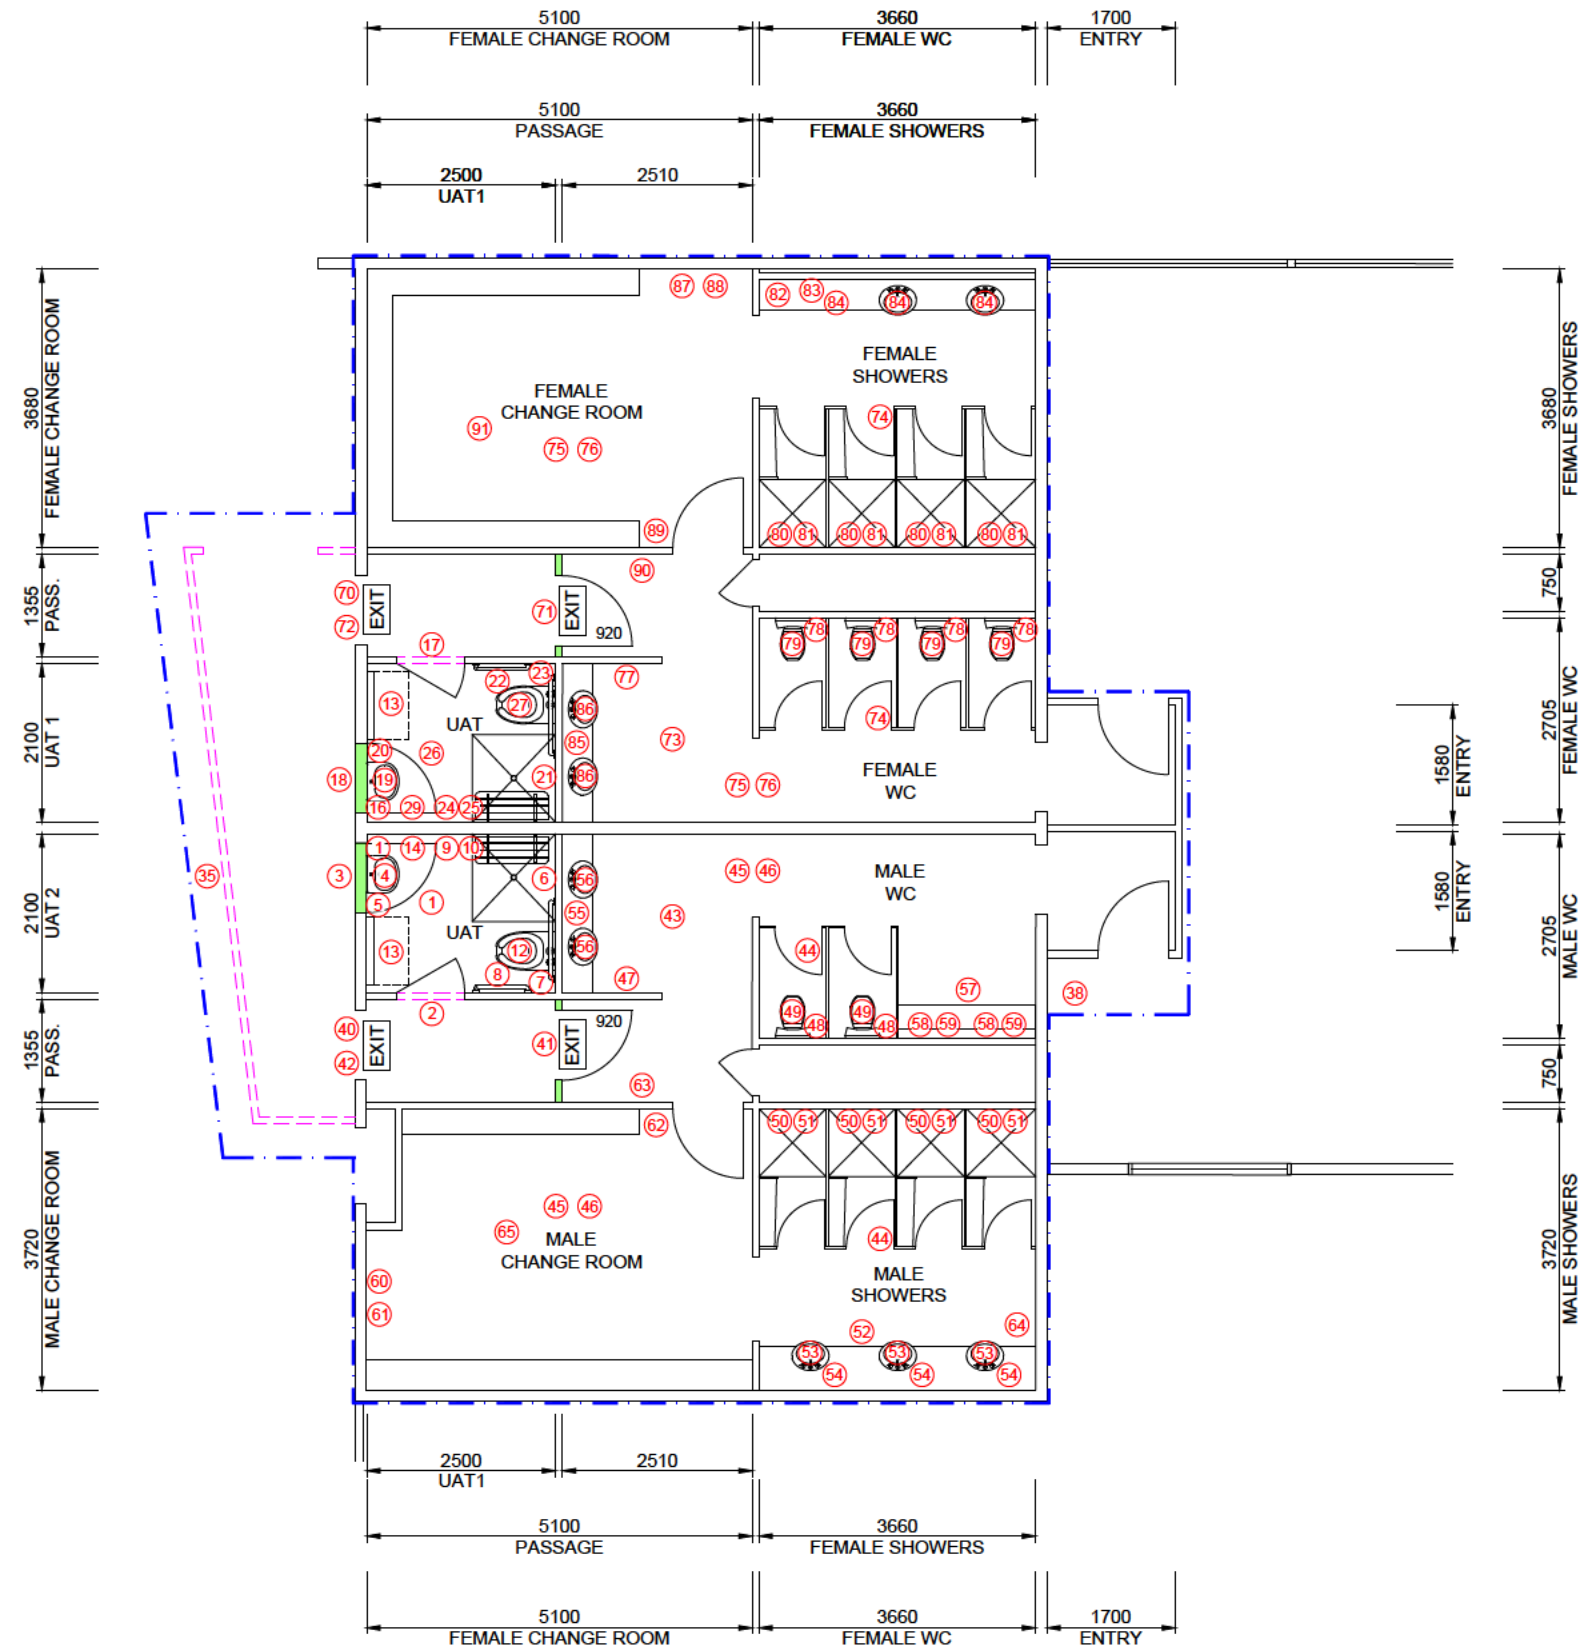 5100 3660 1700
FEMALE CHANGE ROOM FEMALE WC ENTRY
5100 3660
PASSAGE FEMALE SHOWERS
2500 2510
UAT1
87 88 82 83 84 84 84
3680
FEMALE CHANGE ROOM
FEMALE
SHOWERS
FEMALE
CHANGE ROOM
91 75 76 74
3680
FEMALE SHOWERS
89 80 81 80 81 80 81 80 81
90
1355
PASS.
70 EXIT 71 EXIT
72 920
750
17 78 78 78 78
79 79 79 79
22 23 77
13 27 86
UAT
74
2100
UAT 1
20 26 85 73
18 19 21 86
FEMALE
WC
75 76
16 29 24 25
2705
FEMALE WC
1580
ENTRY
1 14 9 10
3 4 6 56
45 46
MALE
WC
35
5 1 55 43
UAT
2100
UAT 2
1580
ENTRY
13 12 56 44
8 7 47 57 38
2 49 49
48 48 58 59 58 59
2705
MALE WC
40 EXIT 41 EXIT
42 920
1355
PASS.
750
63
62 50 51 50 51 50 51 50 51
45 46
65
MALE
CHANGE ROOM
44
60
61
MALE
SHOWERS
3720
MALE CHANGE ROOM
3720
MALE SHOWERS
52 64
53 53 53
54 54 54
2500 2510
UAT1
5100 3660
PASSAGE FEMALE SHOWERS
5100 3660 1700
FEMALE CHANGE ROOM FEMALE WC ENTRY